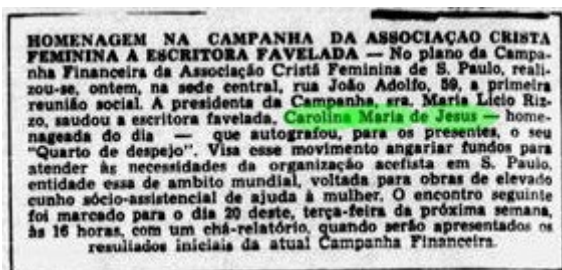 HOMENAGEM NA CAMPANHA DA ASSOCIAÇAO CRISTA
FEMININA A ESCRITORA FAVELADA — No plano da Campa-
nha Financeira da Associação Cristã Feminina de S. Paulo, reali-
zou-se, ontem, na sede central, rua João Adolfo, 59, a primeira
reunião social. A presidenta da Campanha, sra. Maria Licio Riz-
zo, saudou a escritora favelada, Carolina Maria de Jesus — home-
nageada do dia — que autografou, para os presentes, o seu
"Quarto de despejo". Visa esse movimento angariar fundos para
atender às necessidades da organização acefista em S. Paulo,
entidade essa de ambito mundial, voltada para obras de elevado
cunho sócio-assistencial de ajuda à mulher. O encontro seguinte
foi marcado para o dia 20 deste, terça-feira da próxima semana,
às 16 horas, com um chá-relatório, quando serão apresentados os
resultados iniciais da atual Campanha Financeira.